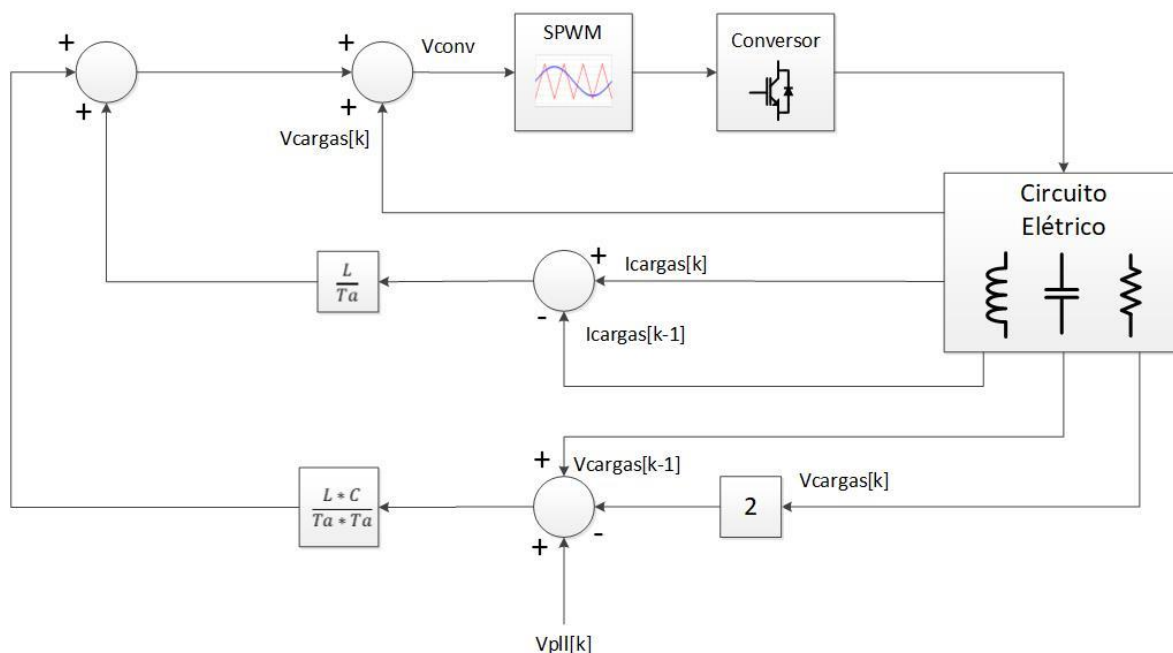 +
+
+
+
Vconv
SPWM
Conversor
Vcargas[k]
Circuito
Elétrico
L
Ta
+
-
Icargas[k]
Icargas[k-1]
L * C
Ta * Ta
+
+
-
Vcargas[k-1]
2
Vcargas[k]
Vpll[k]